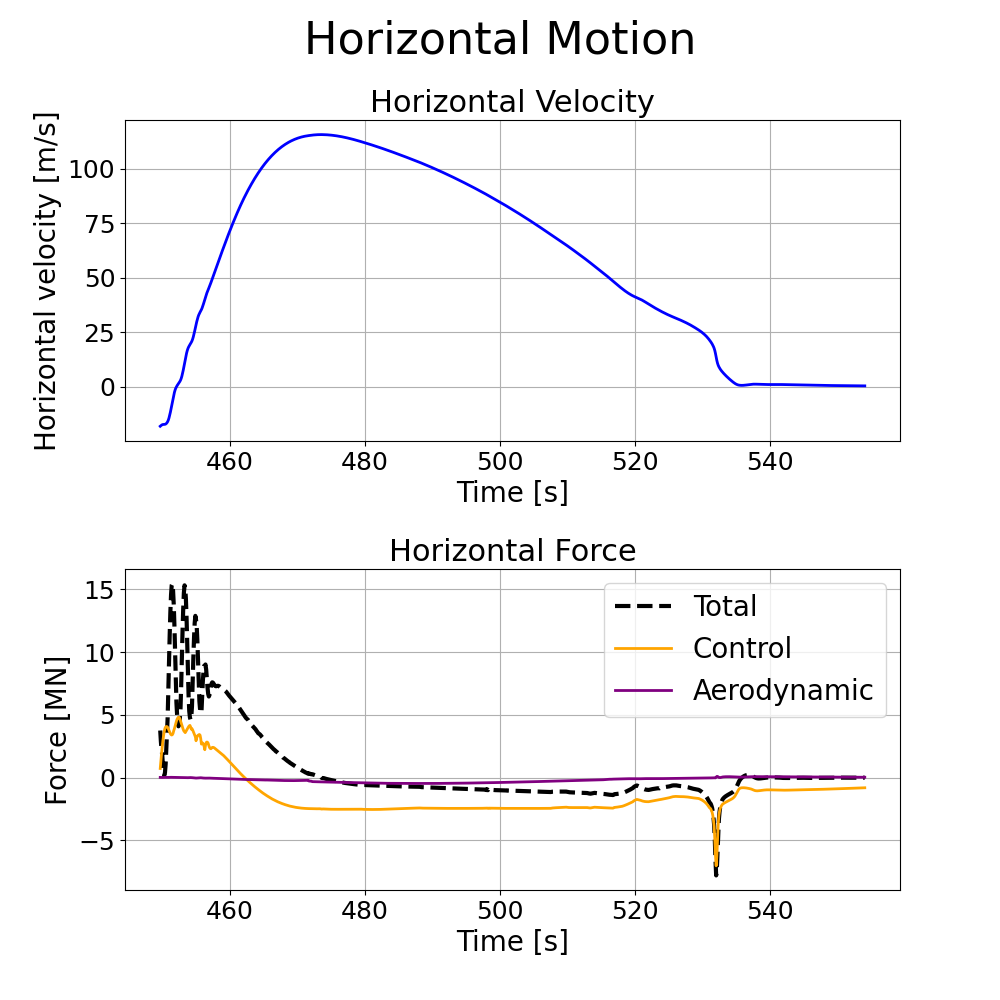 Horizontal Motion
Horizontal Velocity
Horizontal velocity [m/s]
100
75
50
25
0
460 480 500 520 540
Time [s]
Horizontal Force
Force [MN]
15
10
5
0
−5
Total
Control
Aerodynamic
460 480 500 520 540
Time [s]